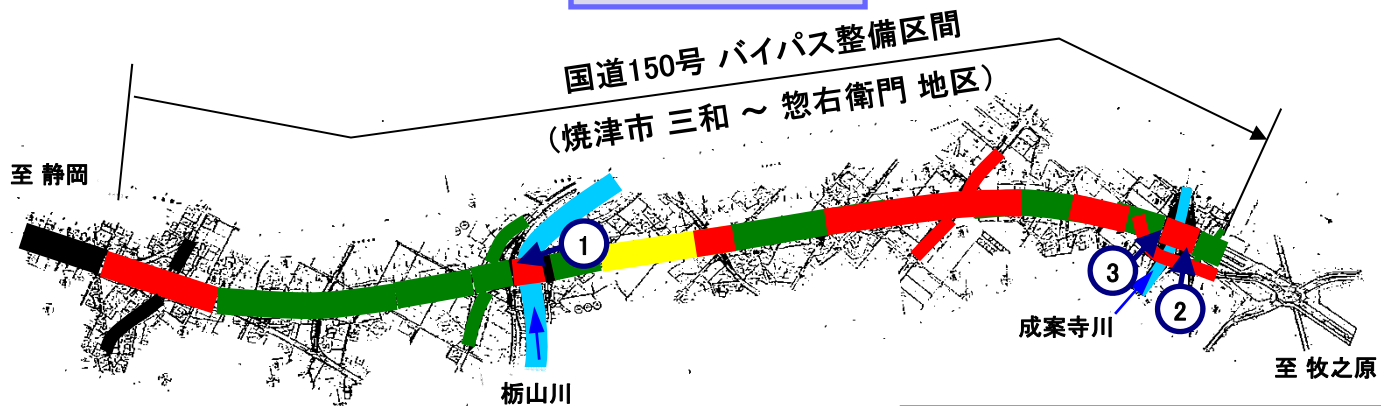 国道150号 バイパス整備区間
（焼津市 三和 ～ 惣右衛門 地区）
至 静岡
1
3
2
成案寺川
栃山川
至 牧之原